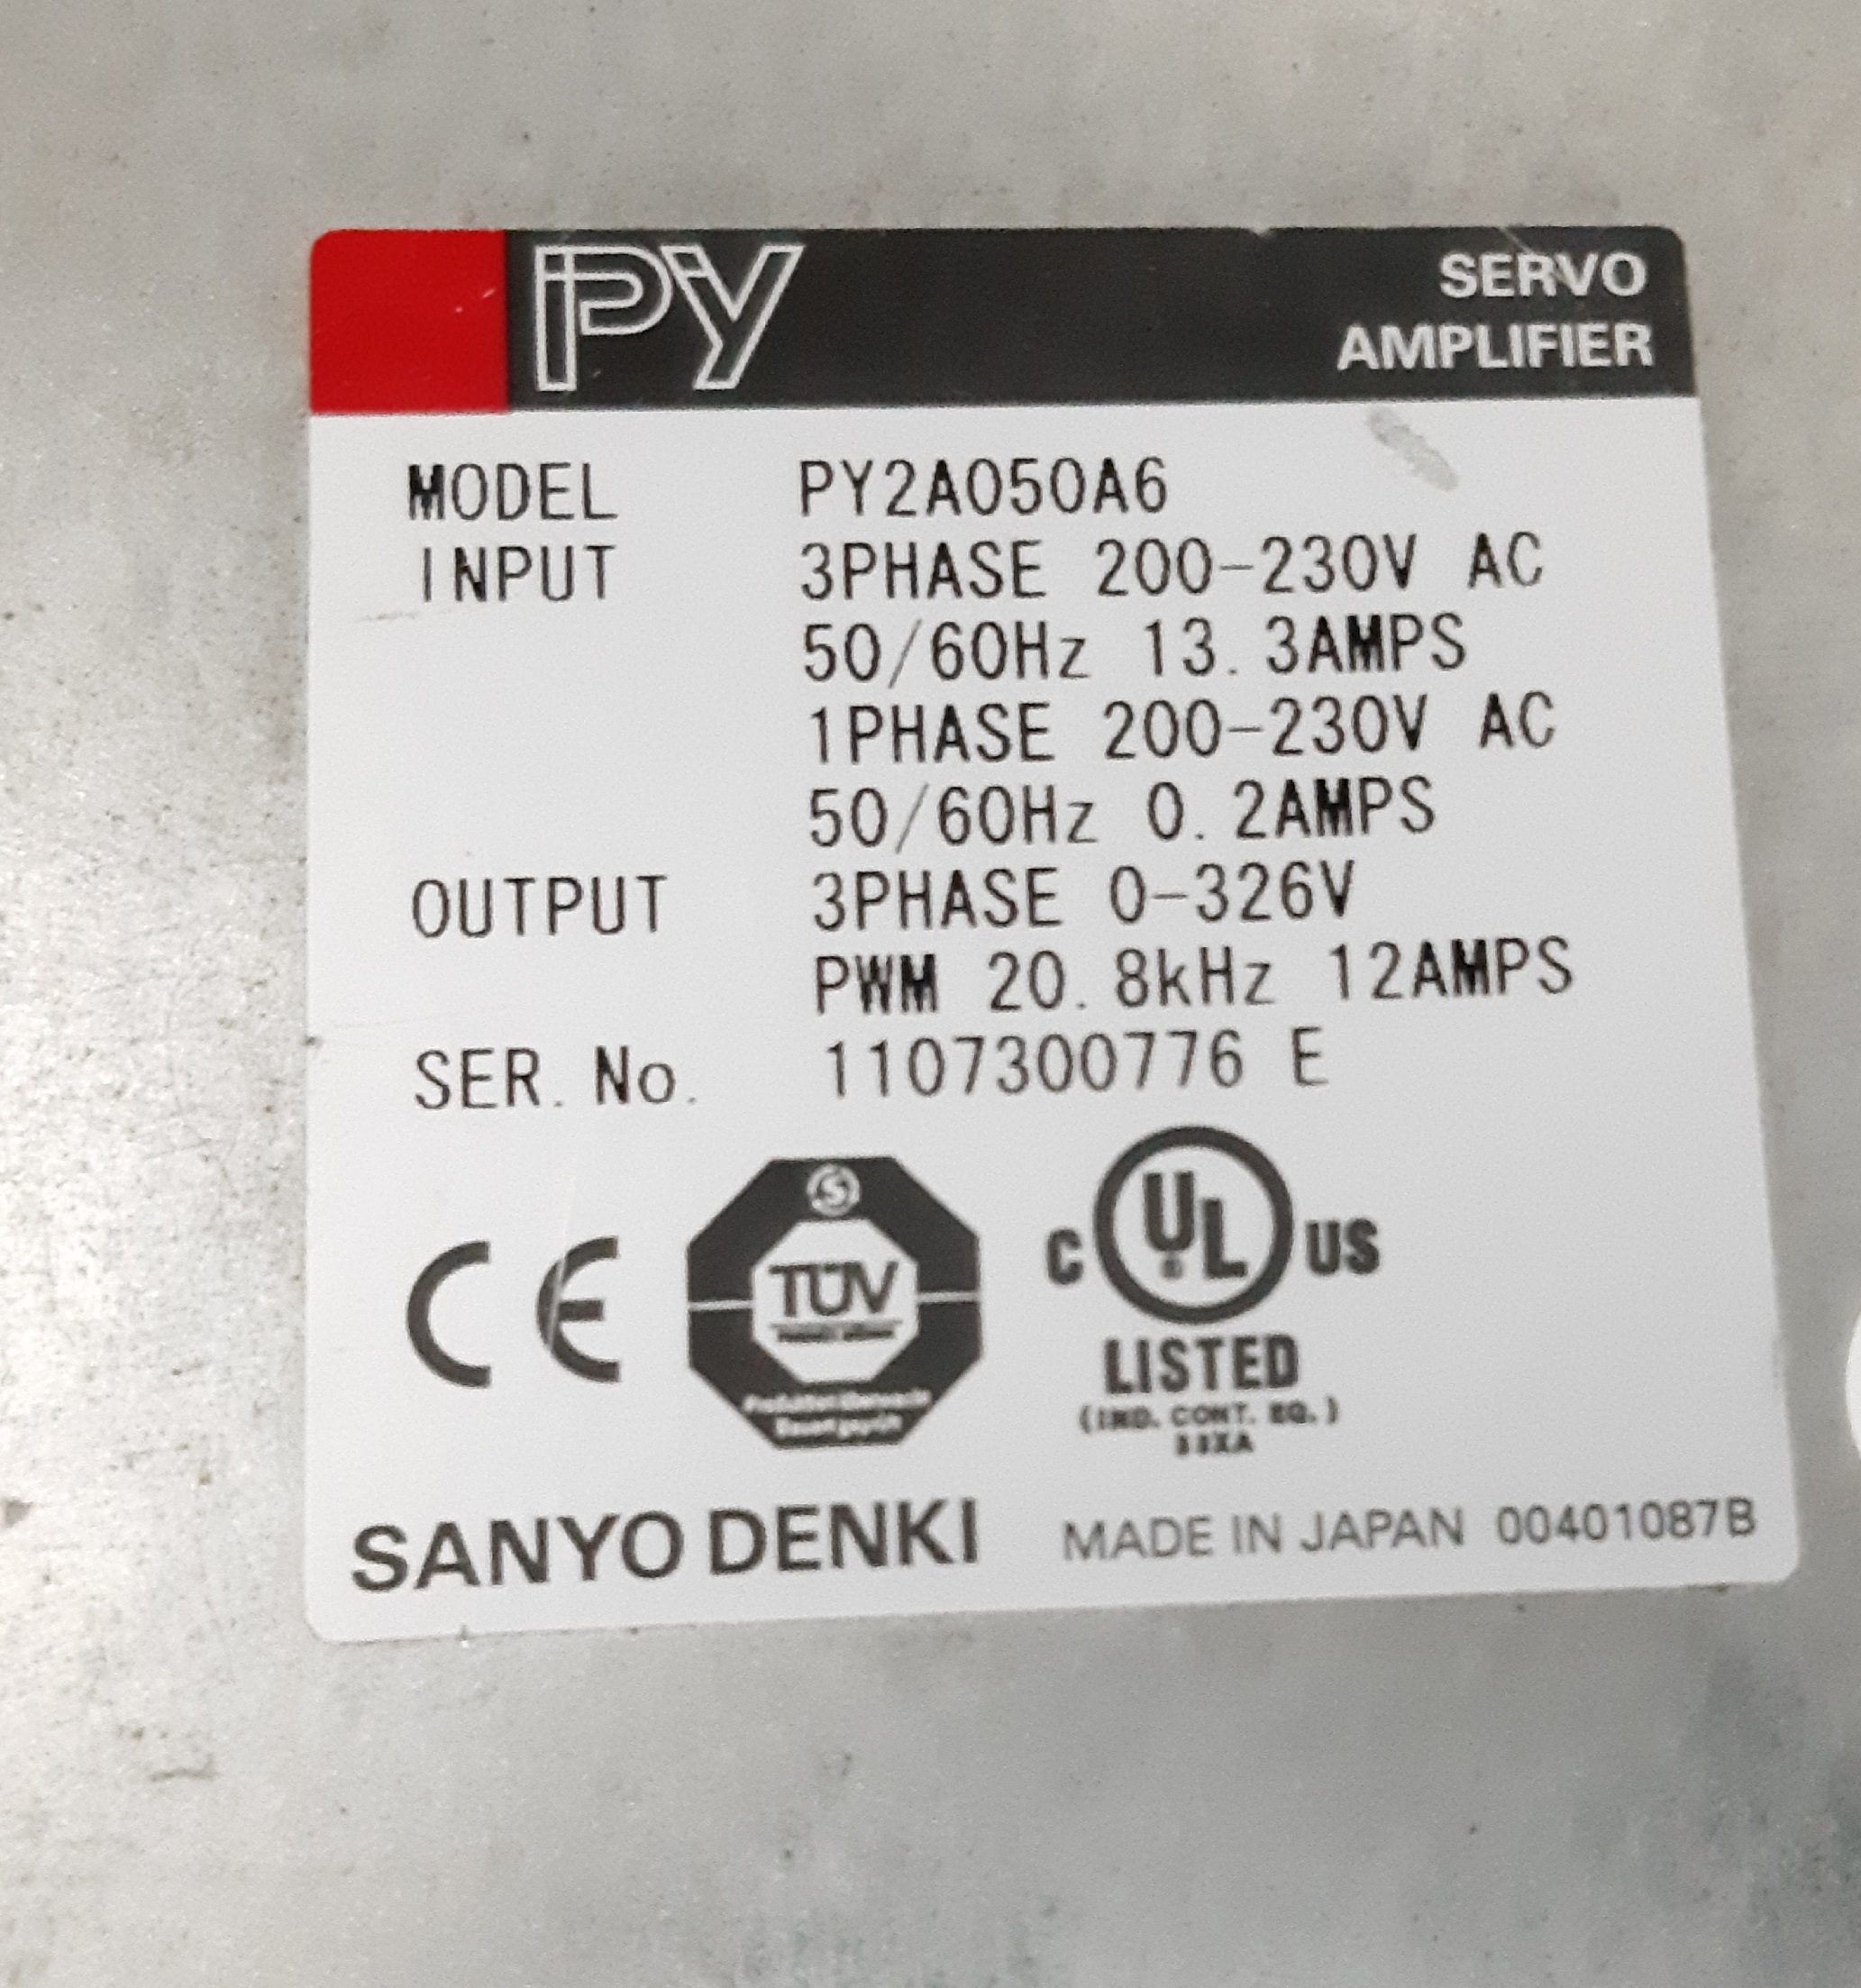 PY
SERVO
AMPLIFIER
MODEL PY2A050A6
INPUT 3PHASE 200-230V AC
50/60Hz 13.3AMPS
1PHASE 200-230V AC
50/60Hz 0.2AMPS
OUTPUT 3PHASE 0-326V
PWM 20.8kHz 12AMPS
SER. No. 1107300776 E
CE
S
TÜV
C UL US
LISTED
(IND. CONT. EQ.)
SANYO DENKI MADE IN JAPAN 00401087B